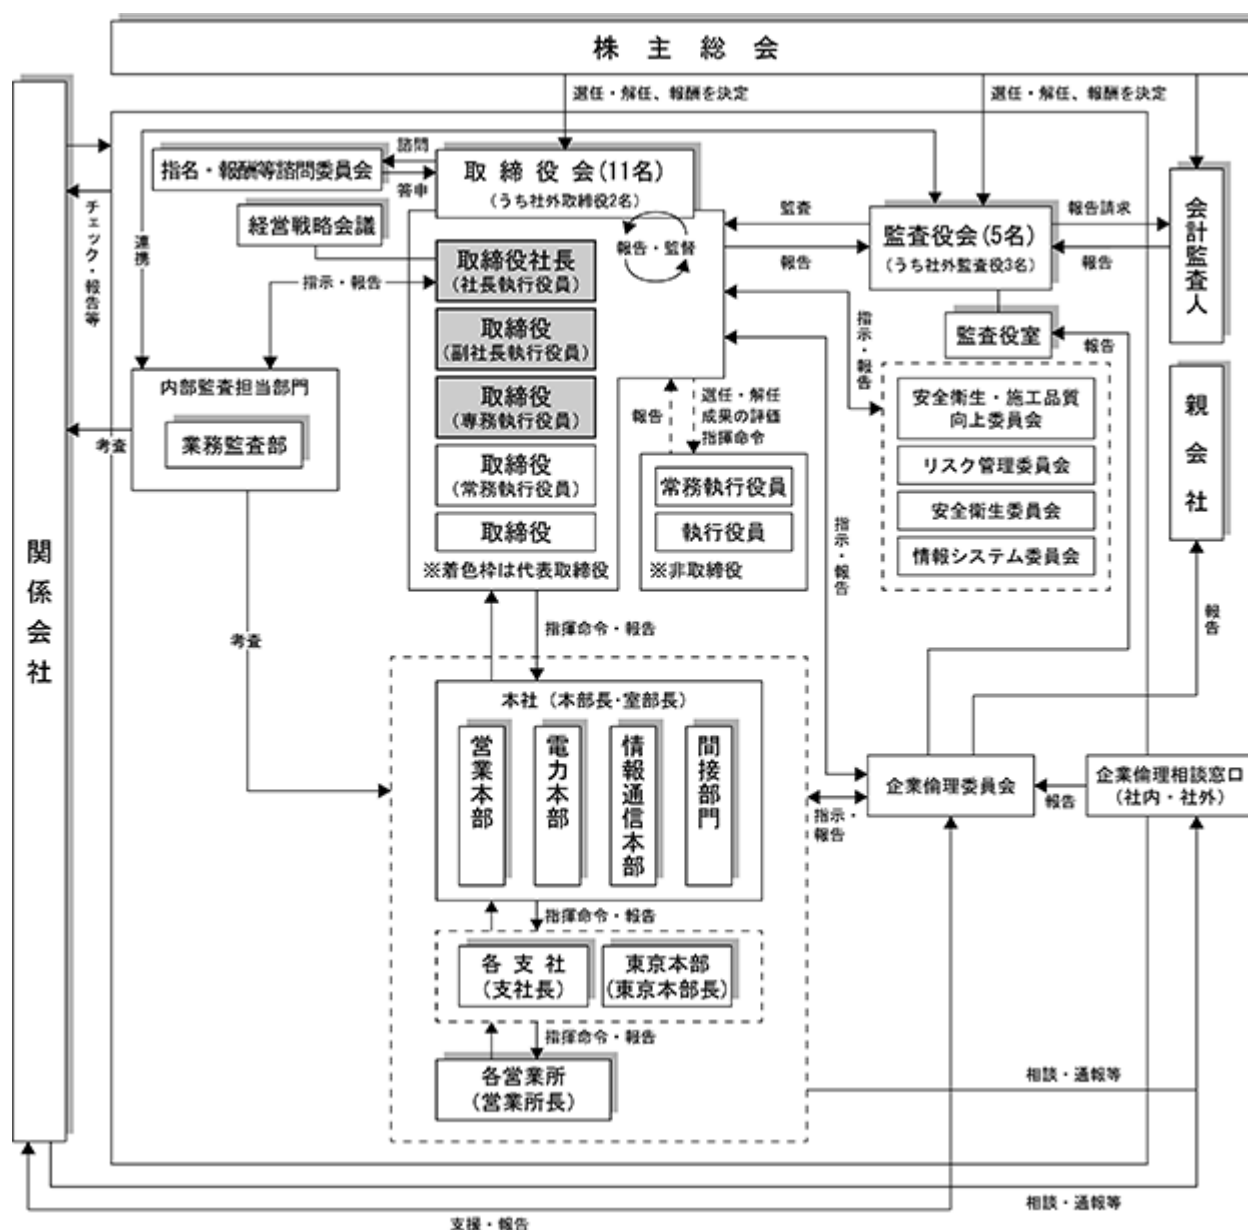 株主総会
選任・解任、報酬を決定
選任・解任、報酬を決定
諮問
指名・報酬等諮問委員会
答申
取締役会(11名)
(うち社外取締役2名)
経営戦略会議
報告・監督
監査
報告
監査役会(5名)
(うち社外監査役3名)
報告請求
報告
会計監査人
チェック・報告等
連携
指示・報告
取締役社長
(社長執行役員)
取締役
(副社長執行役員)
取締役
(専務執行役員)
取締役
(常務執行役員)
取締役
※着色枠は代表取締役
監査役室
報告
指示・報告
内部監査担当部門
業務監査部
考査
報告
選任・解任
成果の評価
指揮命令
常務執行役員
執行役員
※非取締役
安全衛生・施工品質
向上委員会
リスク管理委員会
安全衛生委員会
情報システム委員会
親会社
指示・報告
報告
関係会社
考査
指揮命令・報告
本社(本部長・室部長)
営業本部
電力本部
情報通信本部
間接部門
企業倫理委員会
報告
企業倫理相談窓口
(社内・社外)
指示・
報告
指揮命令・報告
各支社
(支社長)
東京本部
(東京本部長)
指揮命令・報告
各営業所
(営業所長)
相談・通報等
相談・通報等
支援・報告